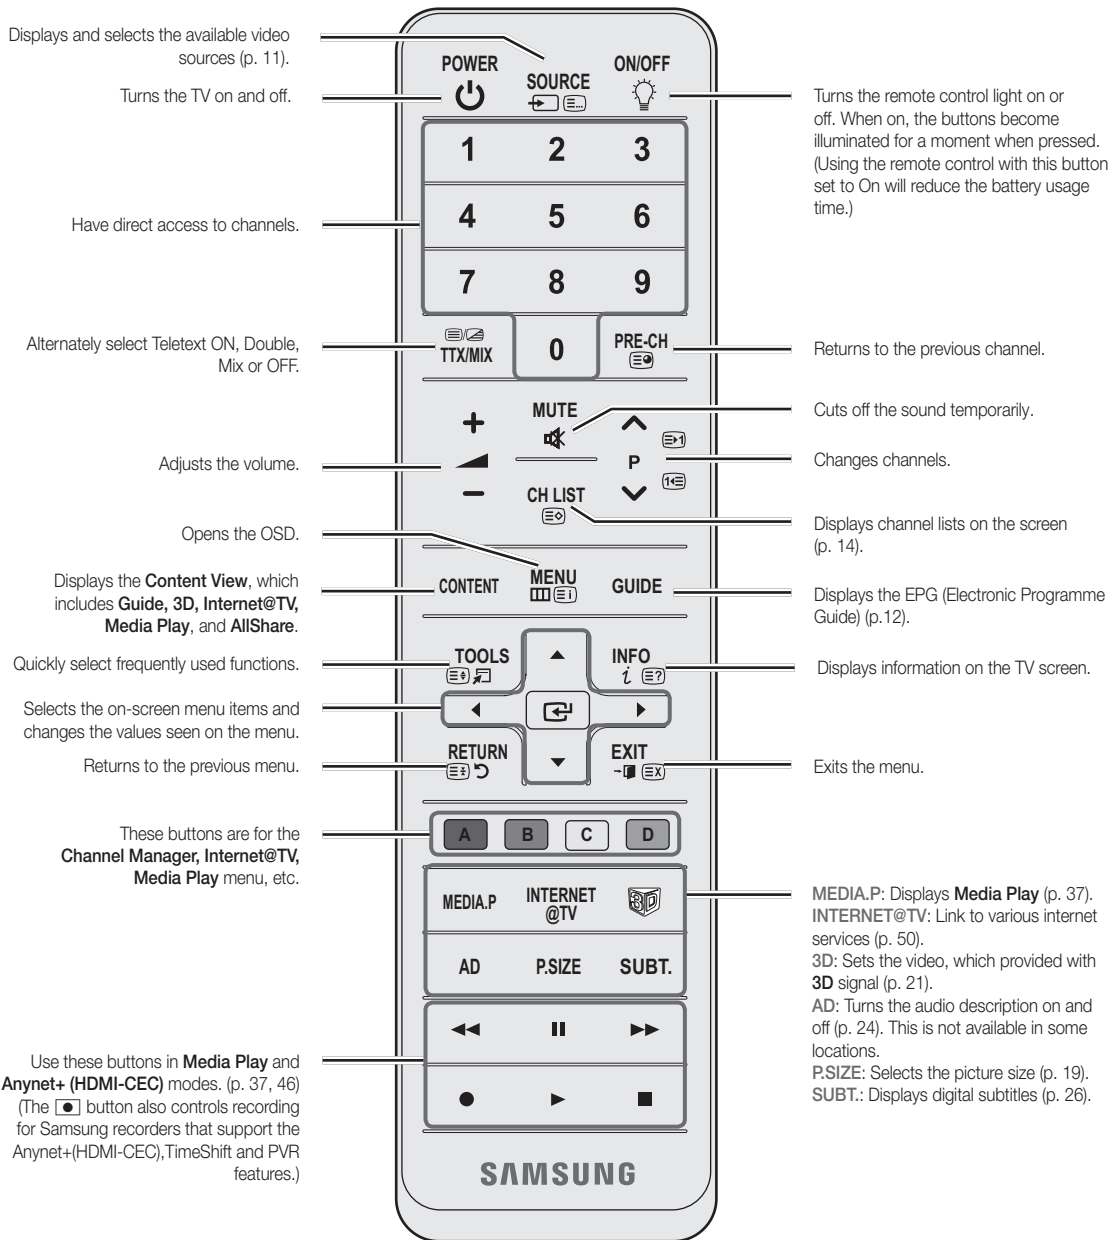 Displays and selects the available video
sources (p. 11).
Turns the TV on and off.
Have direct access to channels.
Alternately select Teletext ON, Double,
Mix or OFF.
Adjusts the volume.
Opens the OSD.
Displays the Content View, which
includes Guide, 3D, Internet@TV,
Media Play, and AllShare.
Quickly select frequently used functions.
Selects the on-screen menu items and
changes the values seen on the menu.
Returns to the previous menu.
These buttons are for the
Channel Manager, Internet@TV,
Media Play menu, etc.
Use these buttons in Media Play and
Anynet+ (HDMI-CEC) modes. (p. 37, 46)
(The button also controls recording
for Samsung recorders that support the
Anynet+(HDMI-CEC),TimeShift and PVR
features.)
POWER
SOURCE
ON/OFF
1 2 3
4 5 6
7 8 9
TTX/MIX
0
PRE-CH
+
MUTE
P
−
CH LIST
CONTENT
MENU
GUIDE
TOOLS
INFO
RETURN
EXIT
A B C D
MEDIA.P
INTERNET
@TV
3D
AD P.SIZE SUBT.
SAMSUNG
Turns the remote control light on or
off. When on, the buttons become
illuminated for a moment when pressed.
(Using the remote control with this button
set to On will reduce the battery usage
time.)
Returns to the previous channel.
Cuts off the sound temporarily.
Changes channels.
Displays channel lists on the screen
(p. 14).
Displays the EPG (Electronic Programme
Guide) (p.12).
Displays information on the TV screen.
Exits the menu.
MEDIA.P: Displays Media Play (p. 37).
INTERNET@TV: Link to various internet
services (p. 50).
3D: Sets the video, which provided with
3D signal (p. 21).
AD: Turns the audio description on and
off (p. 24). This is not available in some
locations.
P.SIZE: Selects the picture size (p. 19).
SUBT.: Displays digital subtitles (p. 26).